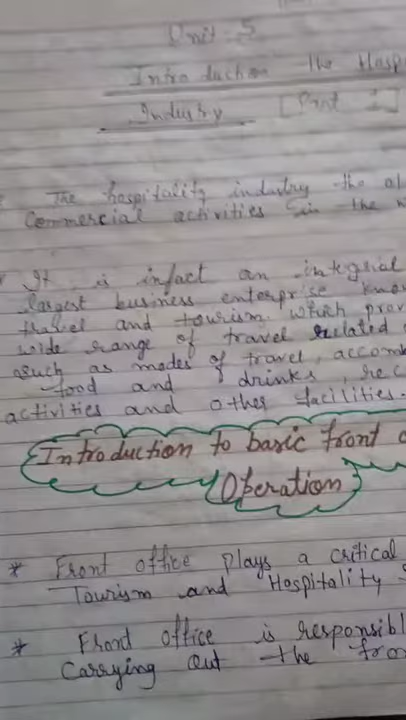 Unit 5
Introduction the Hosp
Industry [Part I]
The hospitality industry the ol
Commercial activities in the w
It is infact an integral
largest business enterprise know
travel and tourism which prov
wide range of travel related
such as modes of travel, accom
food and drinks, rec
activities and other facilities.
Introduction to basic front o
Operation
* Front office plays a critical
Tourism and Hospitality
* Front office is responsibl
Carrying out the fro